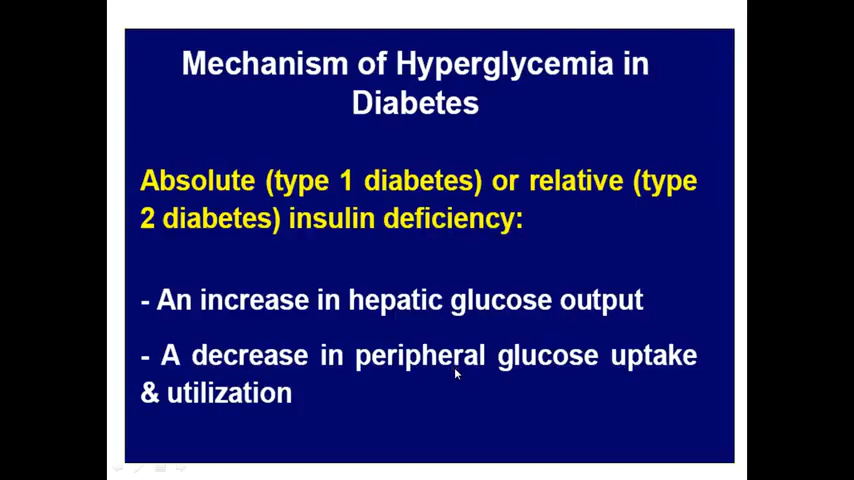 Mechanism of Hyperglycemia in
Diabetes
Absolute (type 1 diabetes) or relative (type
2 diabetes) insulin deficiency:
- An increase in hepatic glucose output
- A decrease in peripheral glucose uptake
& utilization